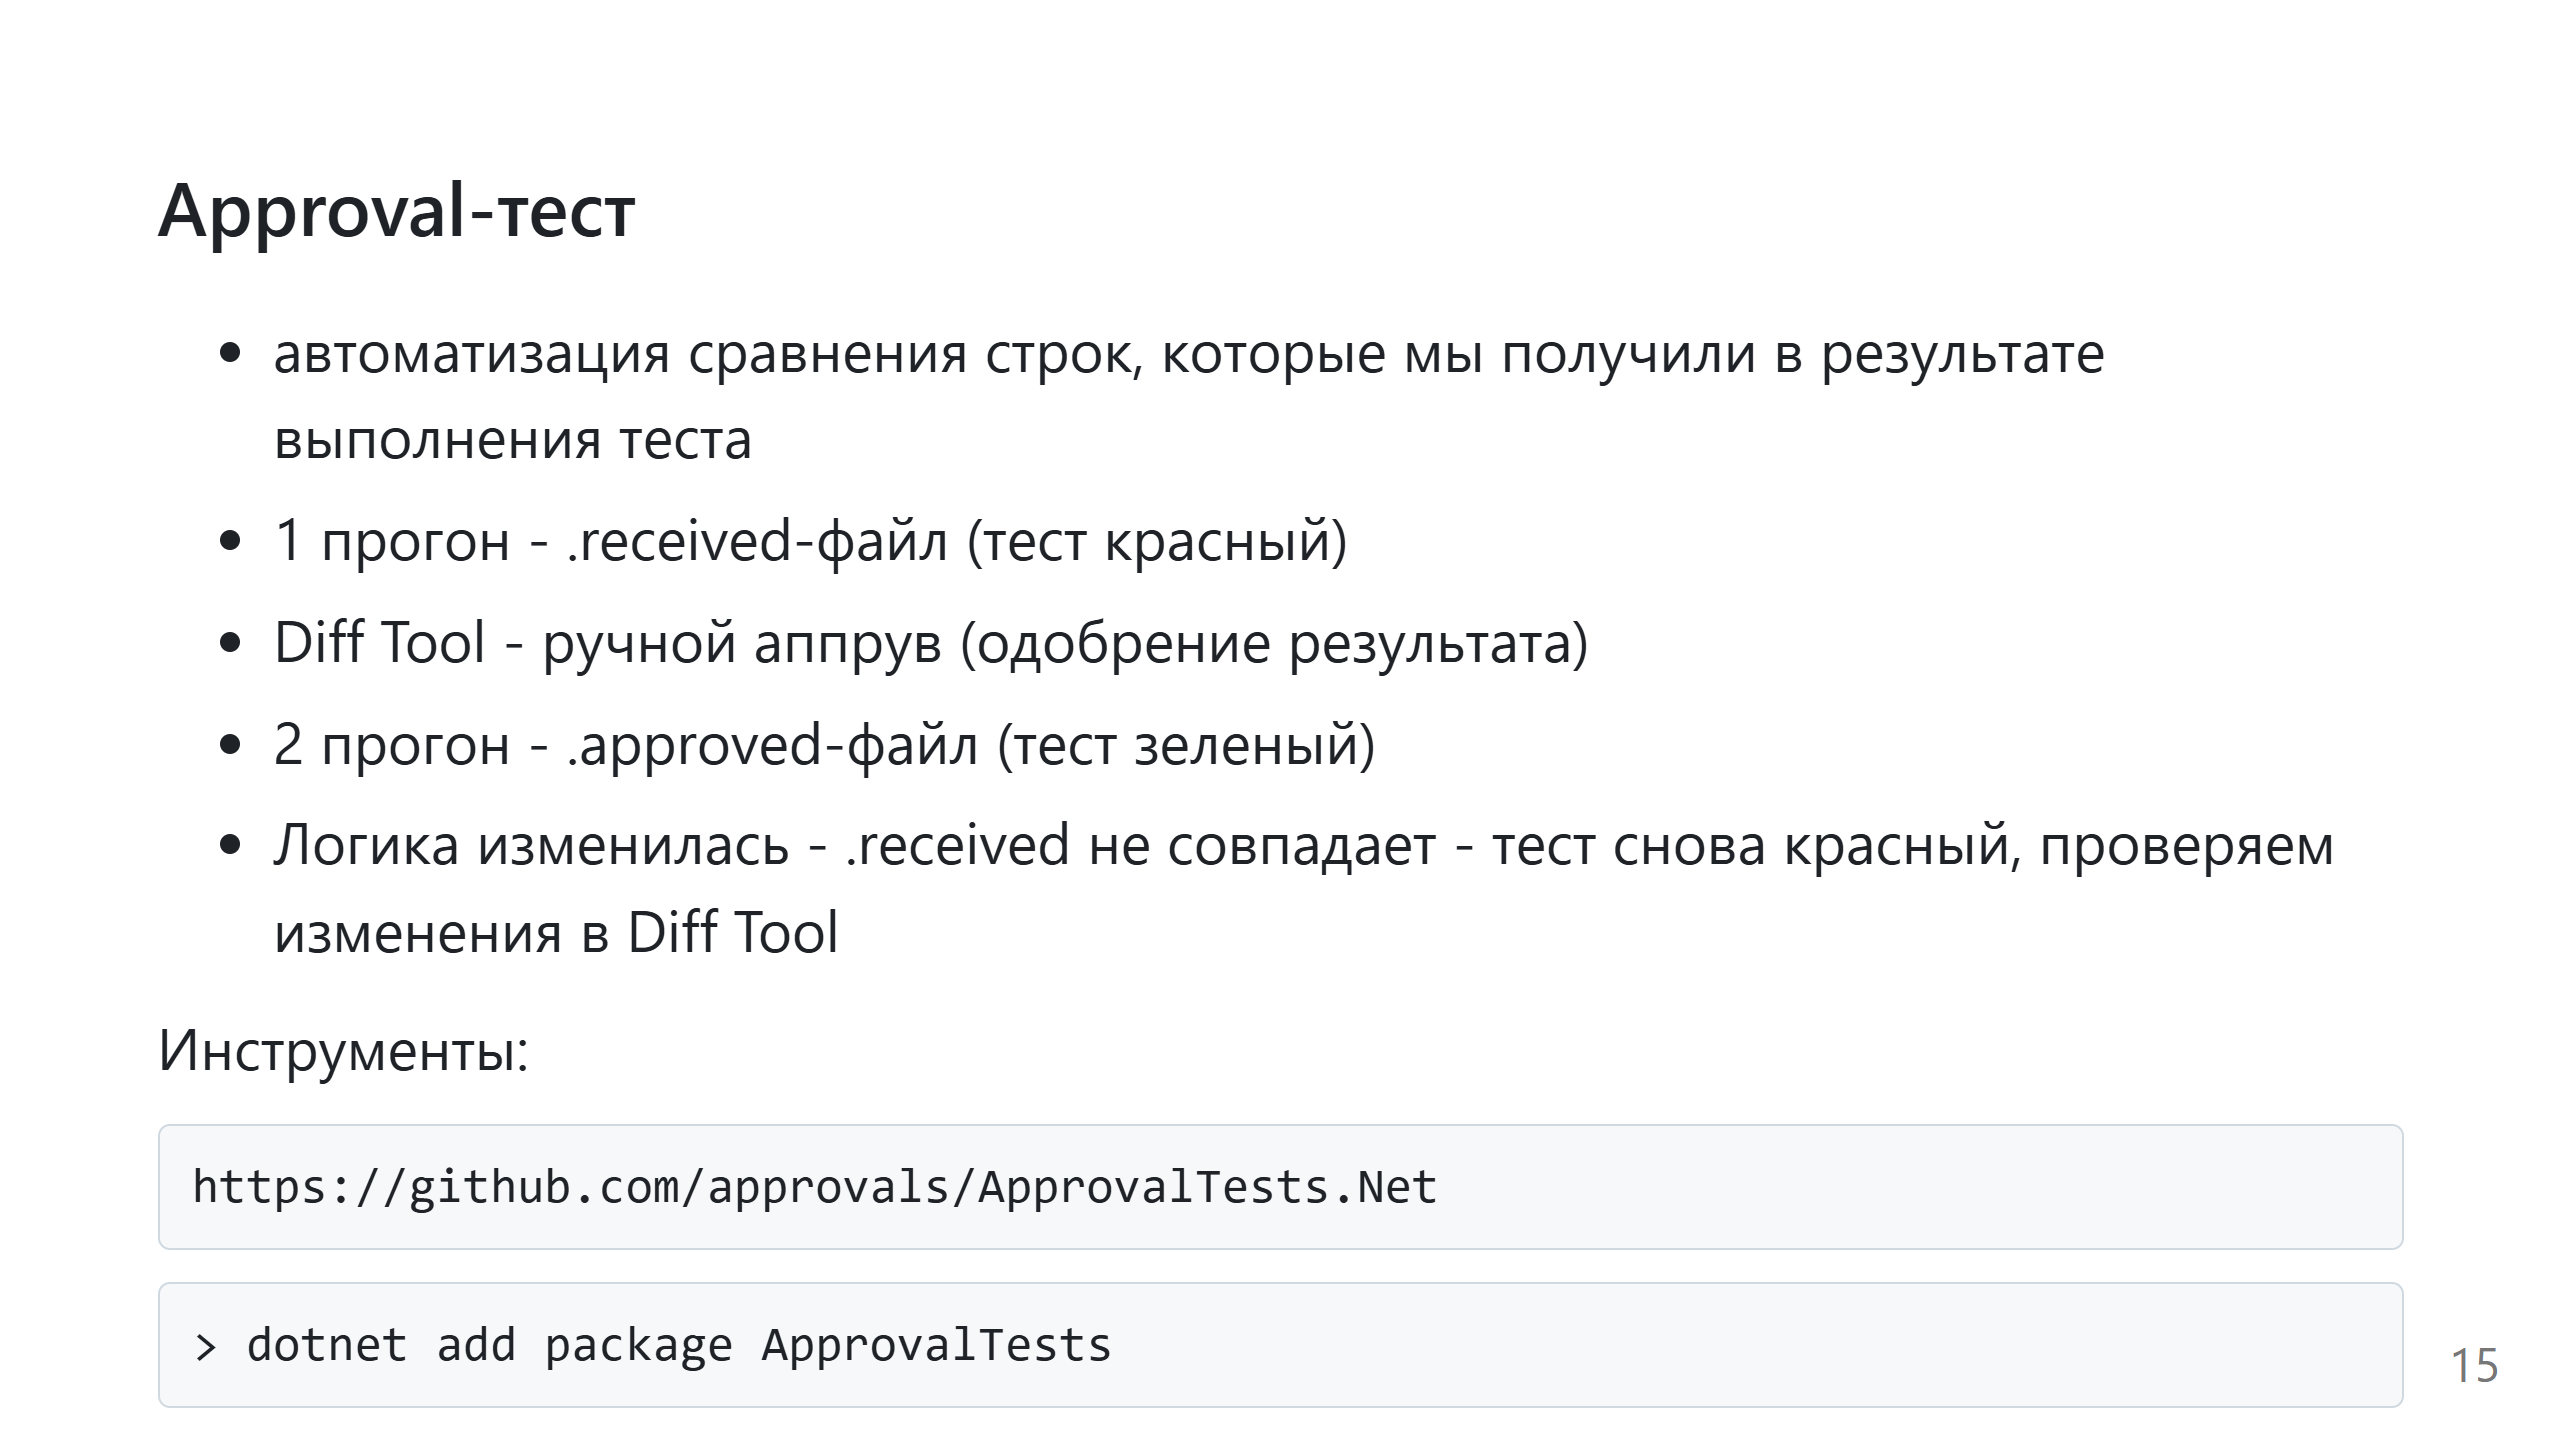 Approval-тест
• автоматизация сравнения строк, которые мы получили в результате
выполнения теста
• 1 прогон - .received-файл (тест красный)
• Diff Tool - ручной аппрув (одобрение результата)
• 2 прогон - .approved-файл (тест зеленый)
• Логика изменилась - .received не совпадает - тест снова красный, проверяем
изменения в Diff Tool
Инструменты:
https://github.com/approvals/ApprovalTests.Net
> dotnet add package ApprovalTests
15